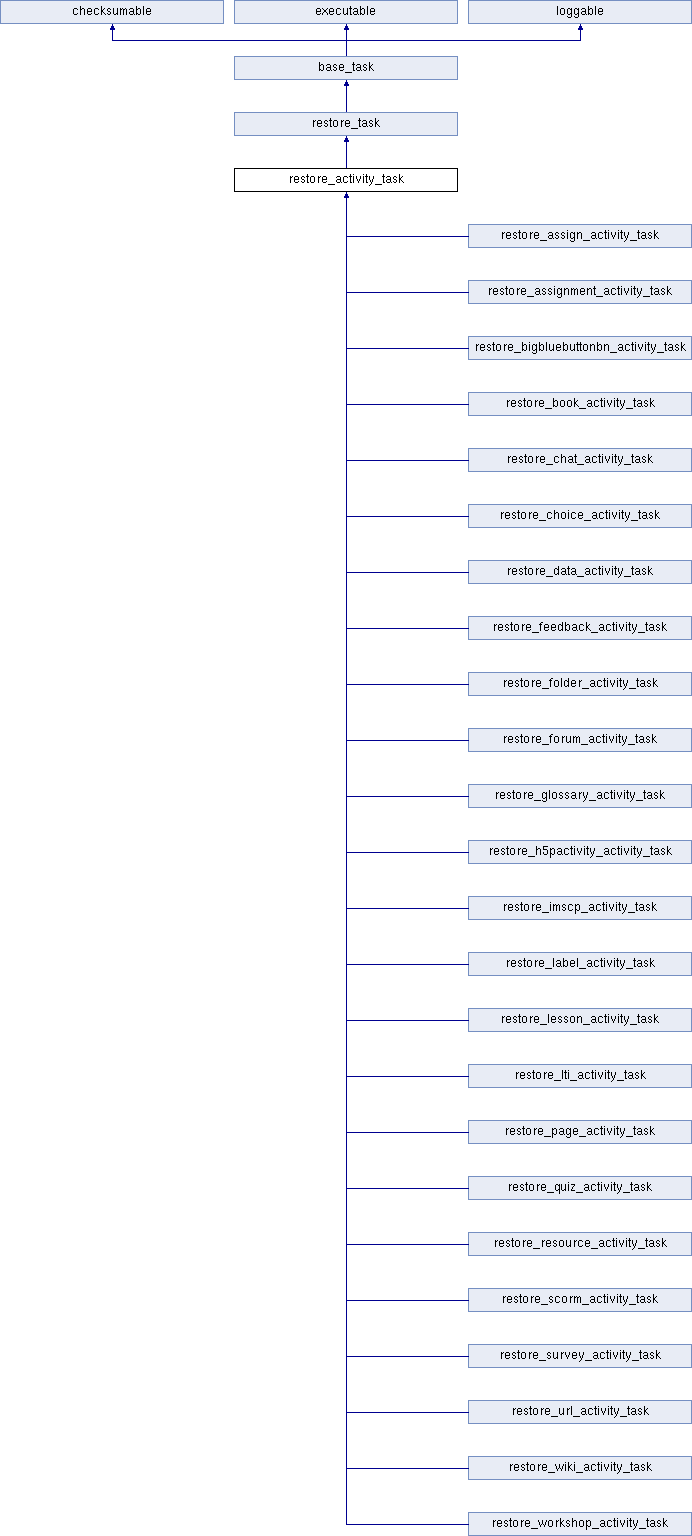 checksumable
executable
loggable
base_task
restore_task
restore_activity_task
restore_assign_activity_task
restore_assignment_activity_task
restore_bigbluebuttonbn_activity_task
restore_book_activity_task
restore_chat_activity_task
restore_choice_activity_task
restore_data_activity_task
restore_feedback_activity_task
restore_folder_activity_task
restore_forum_activity_task
restore_glossary_activity_task
restore_h5pactivity_activity_task
restore_imscp_activity_task
restore_label_activity_task
restore_lesson_activity_task
restore_lti_activity_task
restore_page_activity_task
restore_quiz_activity_task
restore_resource_activity_task
restore_scorm_activity_task
restore_survey_activity_task
restore_url_activity_task
restore_wiki_activity_task
restore_workshop_activity_task